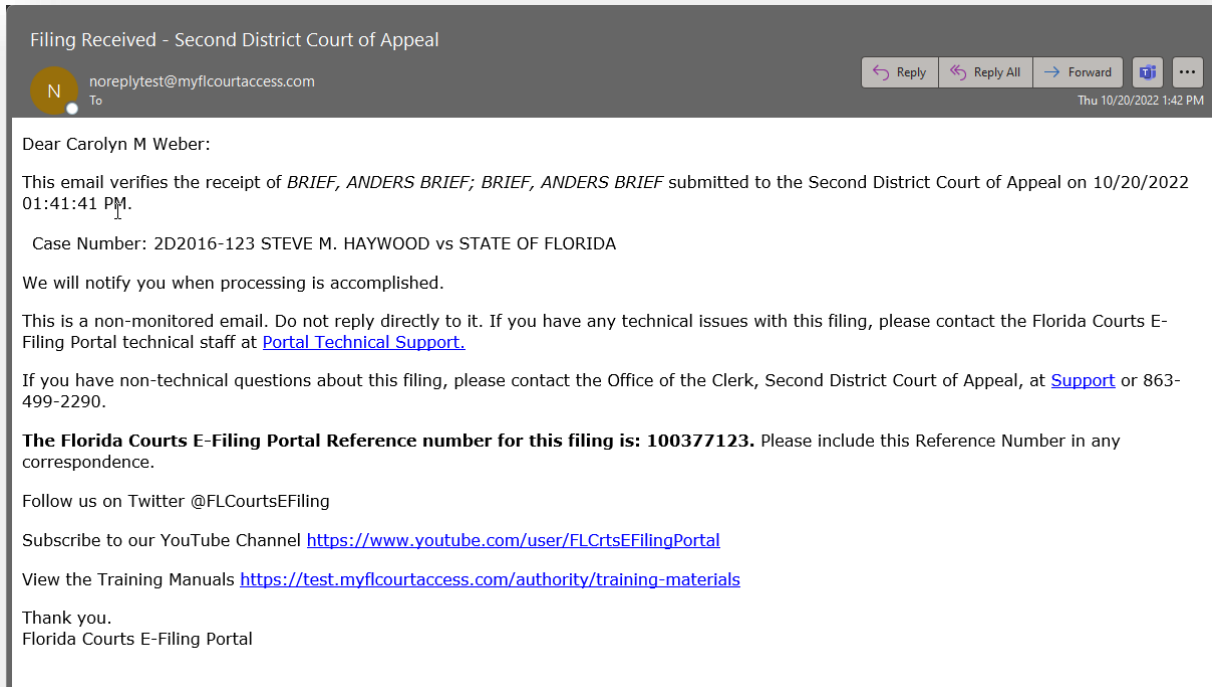 Filing Received - Second District Court of Appeal
N
noreplytest@myflcourtaccess.com
To
Reply
Reply All
Forward
Thu 10/20/2022 1:42 PM
Dear Carolyn M Weber:
This email verifies the receipt of BRIEF, ANDERS BRIEF; BRIEF, ANDERS BRIEF submitted to the Second District Court of Appeal on 10/20/2022
01:41:41 PM.
Case Number: 2D2016-123 STEVE M. HAYWOOD vs STATE OF FLORIDA
We will notify you when processing is accomplished.
This is a non-monitored email. Do not reply directly to it. If you have any technical issues with this filing, please contact the Florida Courts E-
Filing Portal technical staff at Portal Technical Support.
If you have non-technical questions about this filing, please contact the Office of the Clerk, Second District Court of Appeal, at Support or 863-
499-2290.
The Florida Courts E-Filing Portal Reference number for this filing is: 100377123. Please include this Reference Number in any
correspondence.
Follow us on Twitter @FLCourtsEFiling
Subscribe to our YouTube Channel https://www.youtube.com/user/FLCrtsEFilingPortal
View the Training Manuals https://test.myflcourtaccess.com/authority/training-materials
Thank you.
Florida Courts E-Filing Portal